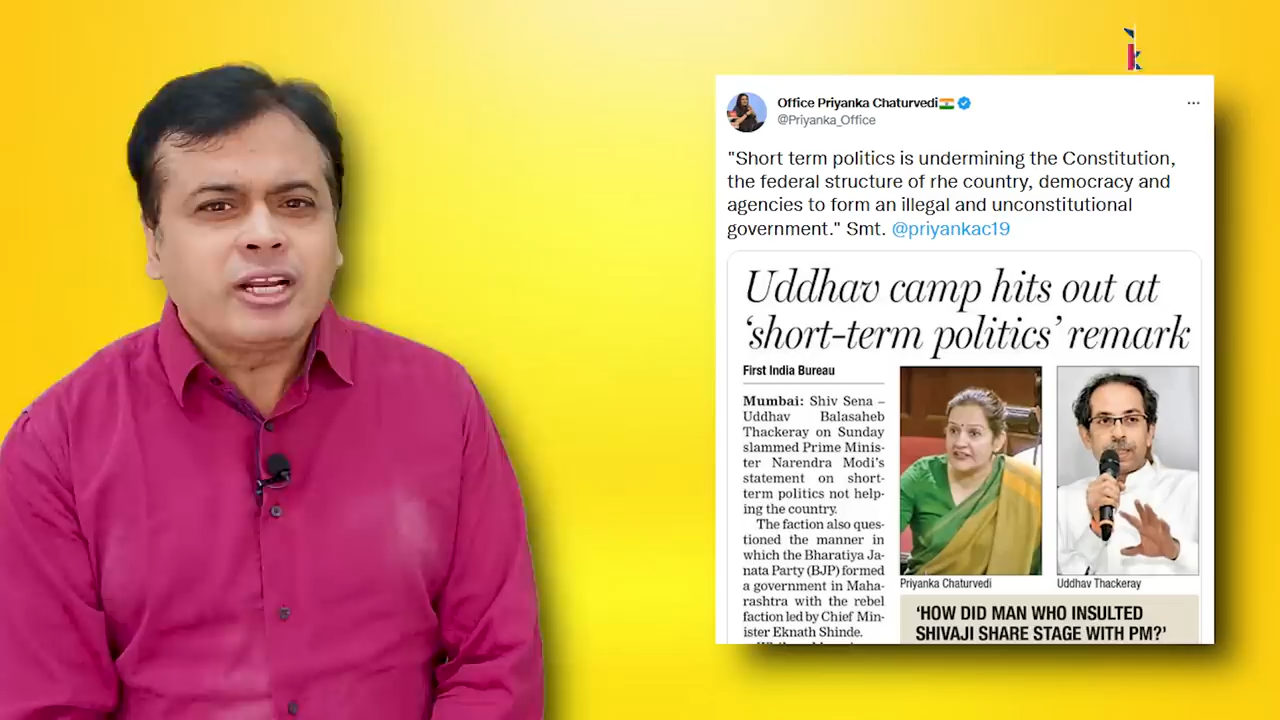 Office Priyanka Chaturvedi
@Priyanka_Office
"Short term politics is undermining the Constitution,
the federal structure of rhe country, democracy and
agencies to form an illegal and unconstitutional
government." Smt. @priyankac19
Uddhav camp hits out at
‘short-term politics’ remark
First India Bureau
Mumbai: Shiv Sena –
Uddhav Balasaheb
Thackeray on Sunday
slammed Prime Minis-
ter Narendra Modi’s
statement on short-
term politics not help-
ing the country.
The faction also ques-
tioned the manner in
which the Bharatiya Ja-
nata Party (BJP) formed
a government in Maha-
rashtra with the rebel
faction led by Chief Min-
ister Eknath Shinde.
Priyanka Chaturvedi
Uddhav Thackeray
‘HOW DID MAN WHO INSULTED
SHIVAJI SHARE STAGE WITH PM?’